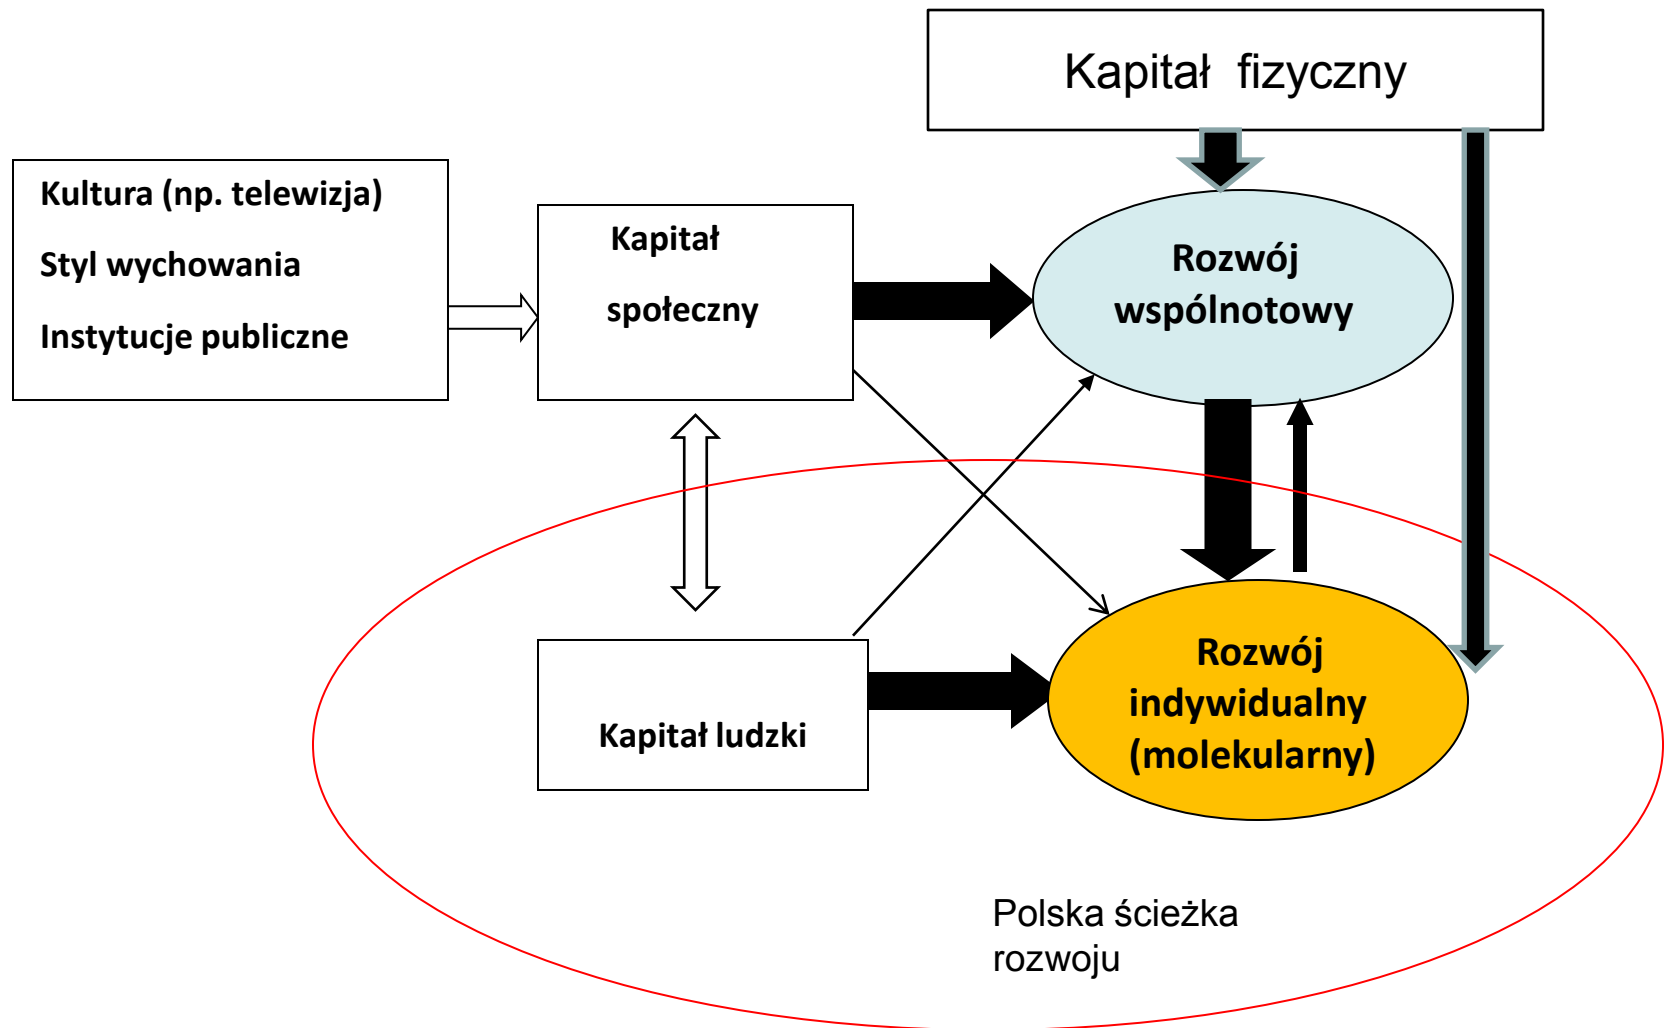 Kapitał fizyczny
Kultura (np. telewizja)
Styl wychowania
Instytucje publiczne
Kapitał
społeczny
Rozwój
wspólnotowy
Kapitał ludzki
Rozwój
indywidualny
(molekularny)
Polska ścieżka
rozwoju